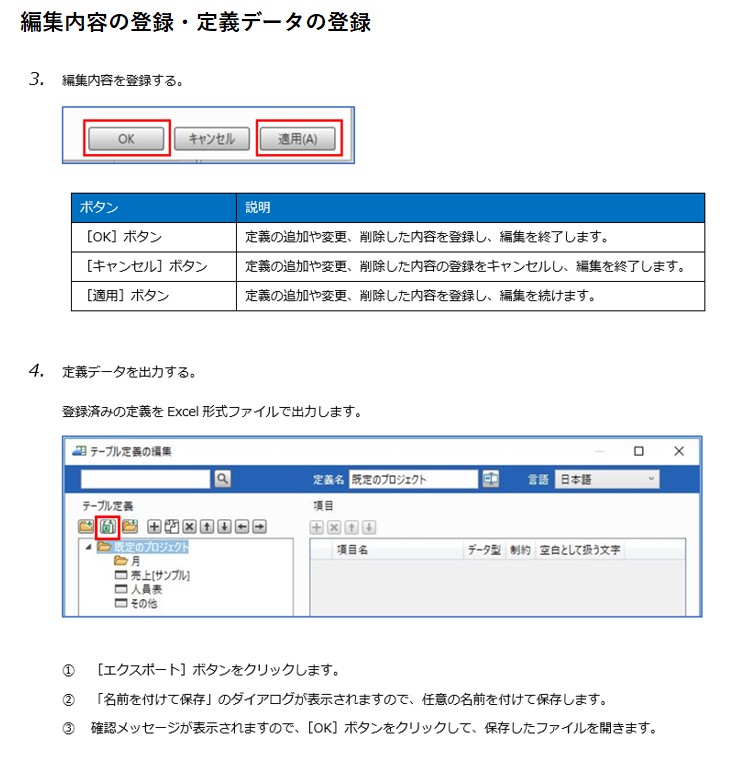 編集内容の登録・定義データの登録
3. 編集内容を登録する。
OK キャンセル 適用(A)
ボタン 説明
［OK］ボタン 定義の追加や変更、削除した内容を登録し、編集を終了します。
［キャンセル］ボタン 定義の追加や変更、削除した内容の登録をキャンセルし、編集を終了します。
［適用］ボタン 定義の追加や変更、削除した内容を登録し、編集を続けます。
4. 定義データを出力する。
登録済みの定義を Excel 形式ファイルで出力します。
テーブル定義の編集
定義名 既定のプロジェクト 言語 日本語
テーブル定義 項目
既定のプロジェクト 項目名 データ型 制約 空白として扱う文字
月
売上[サンプル]
人員表
その他
① ［エクスポート］ボタンをクリックします。
② 「名前を付けて保存」のダイアログが表示されますので、任意の名前を付けて保存します。
③ 確認メッセージが表示されますので、［OK］ボタンをクリックして、保存したファイルを開きます。